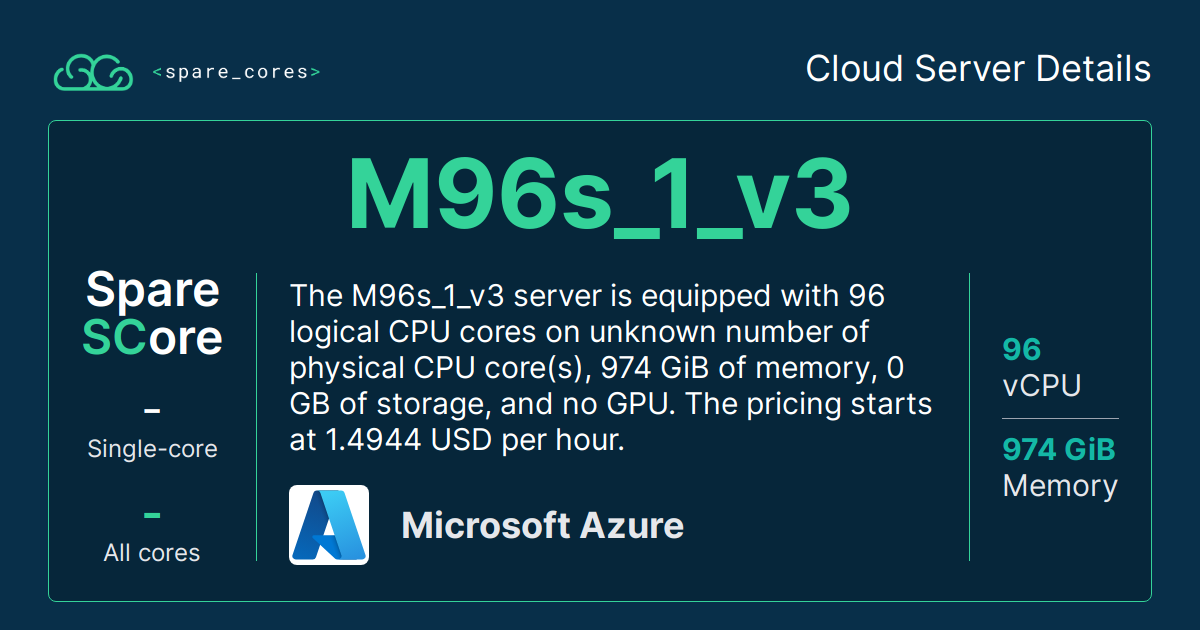 <spare_cores>
Cloud Server Details
M96s_1_v3
Spare
SCore
-
Single-core
-
All cores
The M96s_1_v3 server is equipped with 96
logical CPU cores on unknown number of
physical CPU core(s), 974 GiB of memory, 0
GB of storage, and no GPU. The pricing starts
at 1.4944 USD per hour.
Microsoft Azure
96
vCPU
974 GiB
Memory